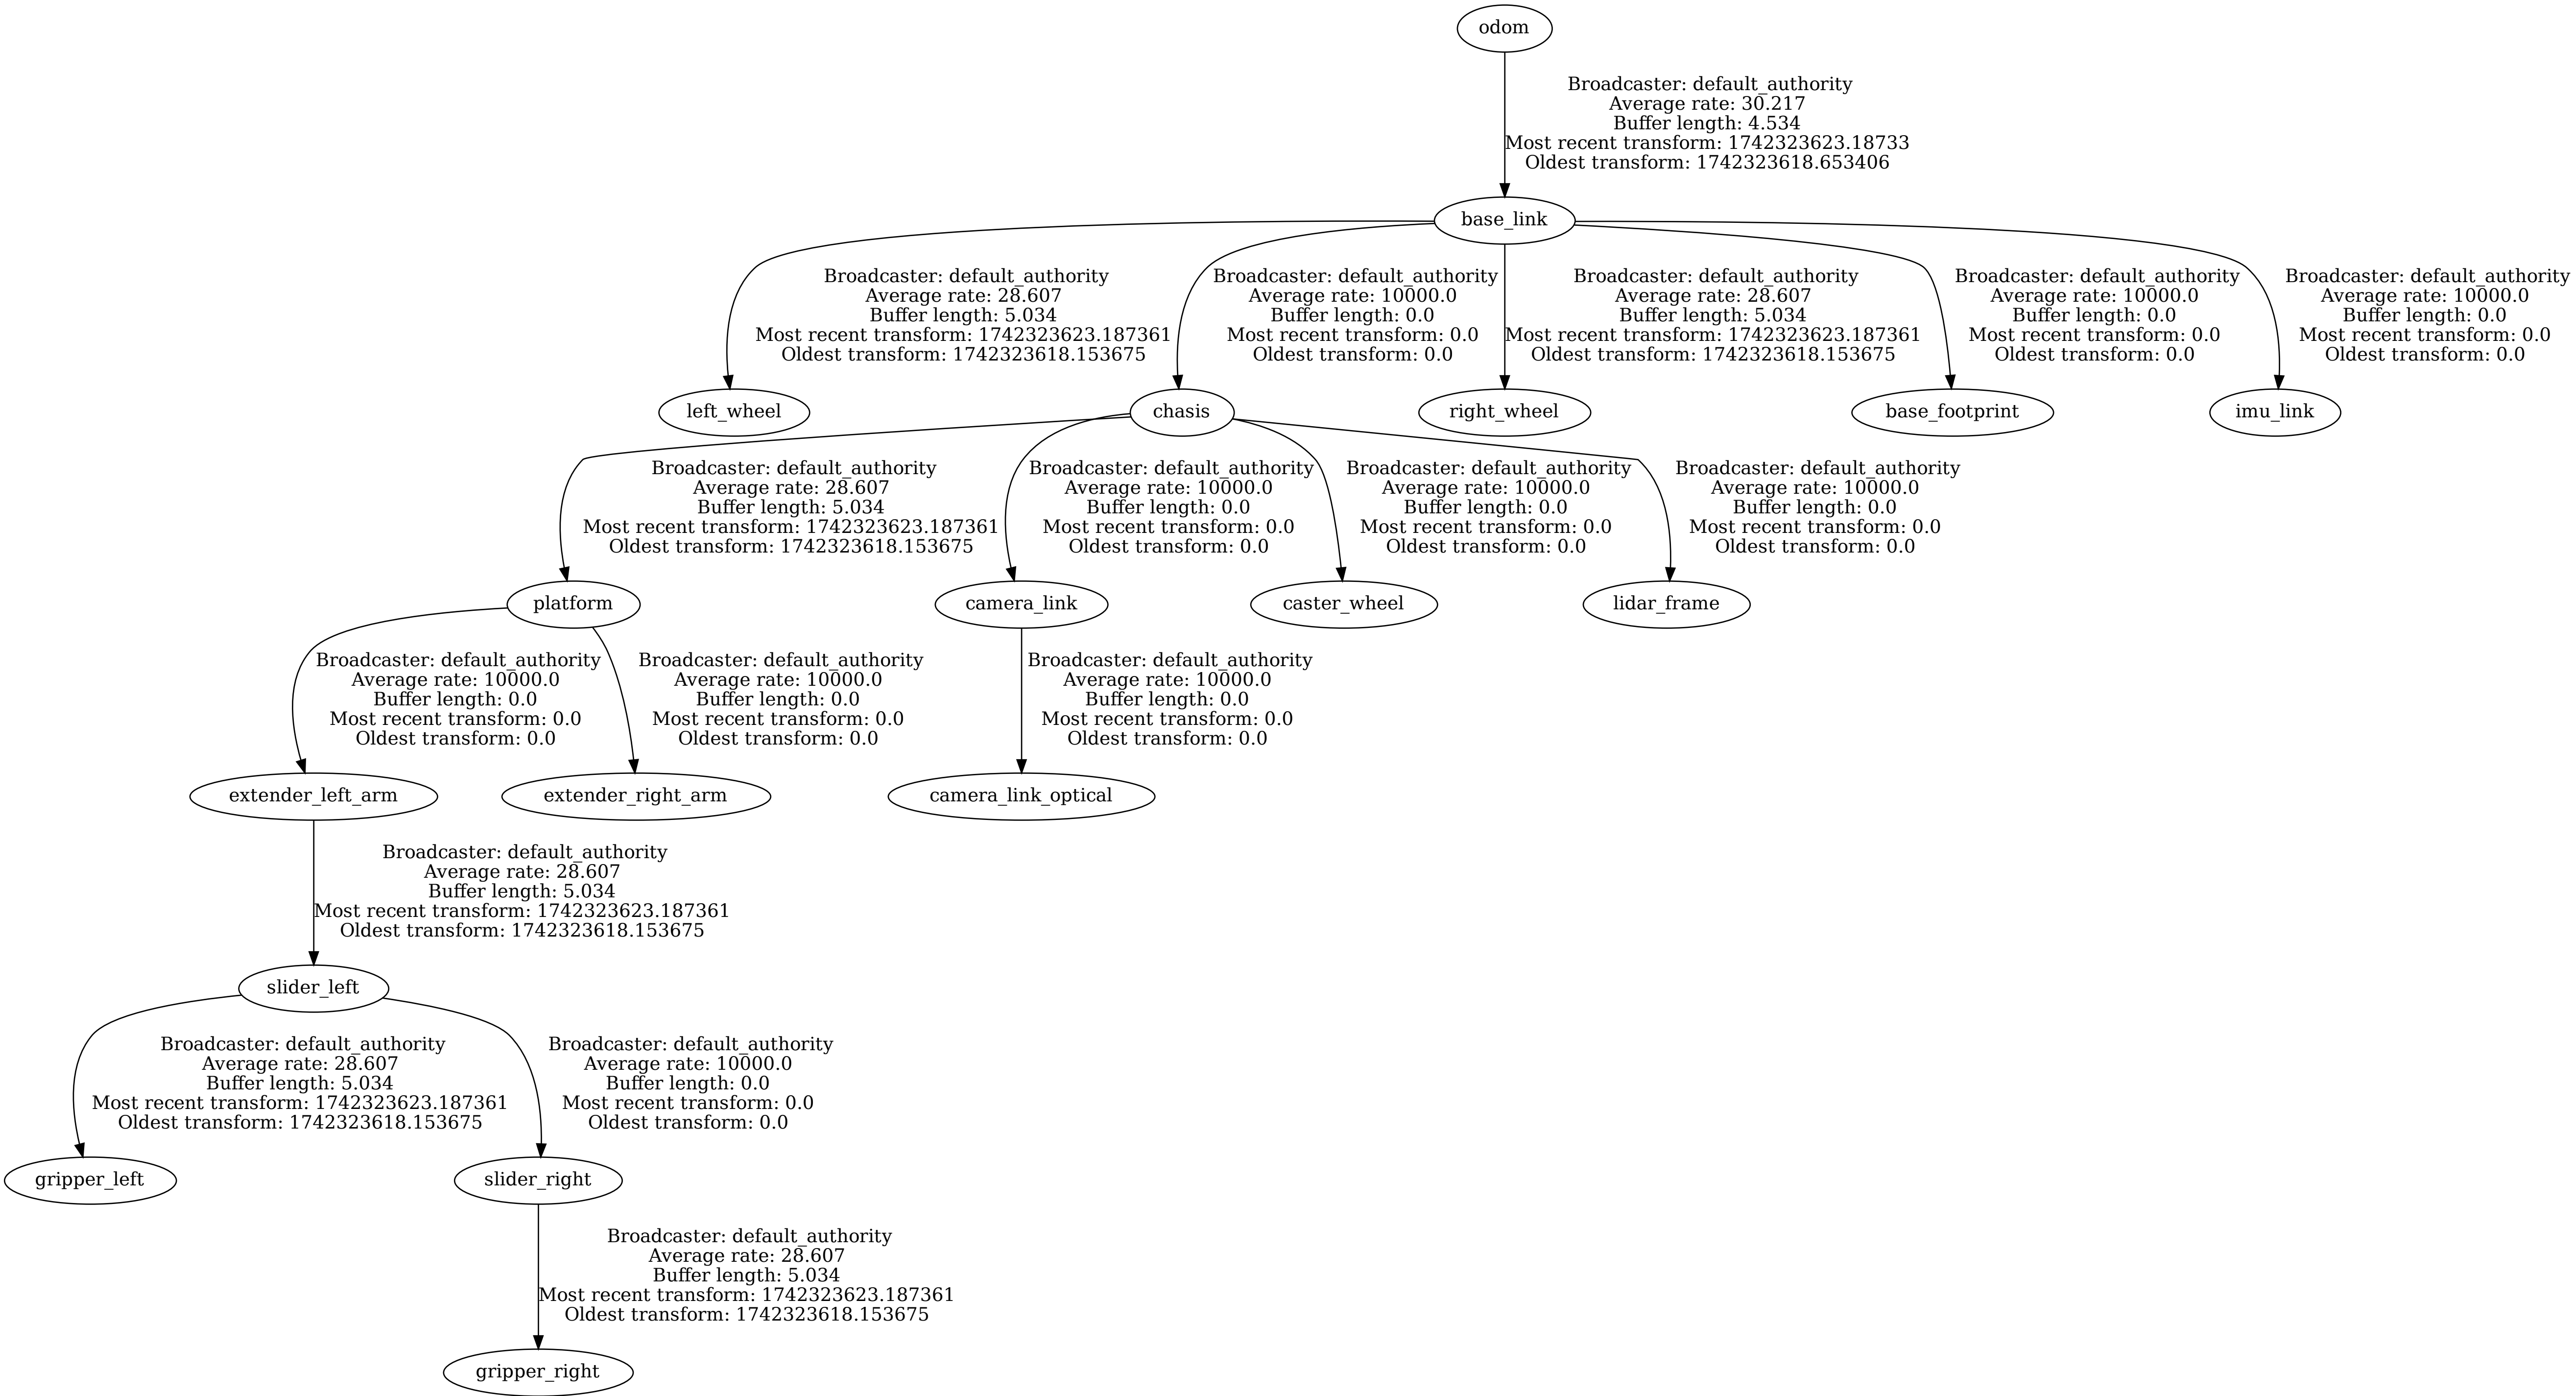 odom
Broadcaster: default_authority
Average rate: 30.217
Buffer length: 4.534
Most recent transform: 1742323623.18733
Oldest transform: 1742323618.653406
base_link
Broadcaster: default_authority
Average rate: 28.607
Buffer length: 5.034
Most recent transform: 1742323623.187361
Oldest transform: 1742323618.153675
Broadcaster: default_authority
Average rate: 10000.0
Buffer length: 0.0
Most recent transform: 0.0
Oldest transform: 0.0
Broadcaster: default_authority
Average rate: 28.607
Buffer length: 5.034
Most recent transform: 1742323623.187361
Oldest transform: 1742323618.153675
Broadcaster: default_authority
Average rate: 10000.0
Buffer length: 0.0
Most recent transform: 0.0
Oldest transform: 0.0
Broadcaster: default_authority
Average rate: 10000.0
Buffer length: 0.0
Most recent transform: 0.0
Oldest transform: 0.0
left_wheel
chasis
right_wheel
base_footprint
imu_link
Broadcaster: default_authority
Average rate: 28.607
Buffer length: 5.034
Most recent transform: 1742323623.187361
Oldest transform: 1742323618.153675
Broadcaster: default_authority
Average rate: 10000.0
Buffer length: 0.0
Most recent transform: 0.0
Oldest transform: 0.0
Broadcaster: default_authority
Average rate: 10000.0
Buffer length: 0.0
Most recent transform: 0.0
Oldest transform: 0.0
Broadcaster: default_authority
Average rate: 10000.0
Buffer length: 0.0
Most recent transform: 0.0
Oldest transform: 0.0
platform
camera_link
caster_wheel
lidar_frame
Broadcaster: default_authority
Average rate: 10000.0
Buffer length: 0.0
Most recent transform: 0.0
Oldest transform: 0.0
Broadcaster: default_authority
Average rate: 10000.0
Buffer length: 0.0
Most recent transform: 0.0
Oldest transform: 0.0
Broadcaster: default_authority
Average rate: 10000.0
Buffer length: 0.0
Most recent transform: 0.0
Oldest transform: 0.0
extender_left_arm
extender_right_arm
camera_link_optical
Broadcaster: default_authority
Average rate: 28.607
Buffer length: 5.034
Most recent transform: 1742323623.187361
Oldest transform: 1742323618.153675
slider_left
Broadcaster: default_authority
Average rate: 28.607
Buffer length: 5.034
Most recent transform: 1742323623.187361
Oldest transform: 1742323618.153675
Broadcaster: default_authority
Average rate: 10000.0
Buffer length: 0.0
Most recent transform: 0.0
Oldest transform: 0.0
gripper_left
slider_right
Broadcaster: default_authority
Average rate: 28.607
Buffer length: 5.034
Most recent transform: 1742323623.187361
Oldest transform: 1742323618.153675
gripper_right